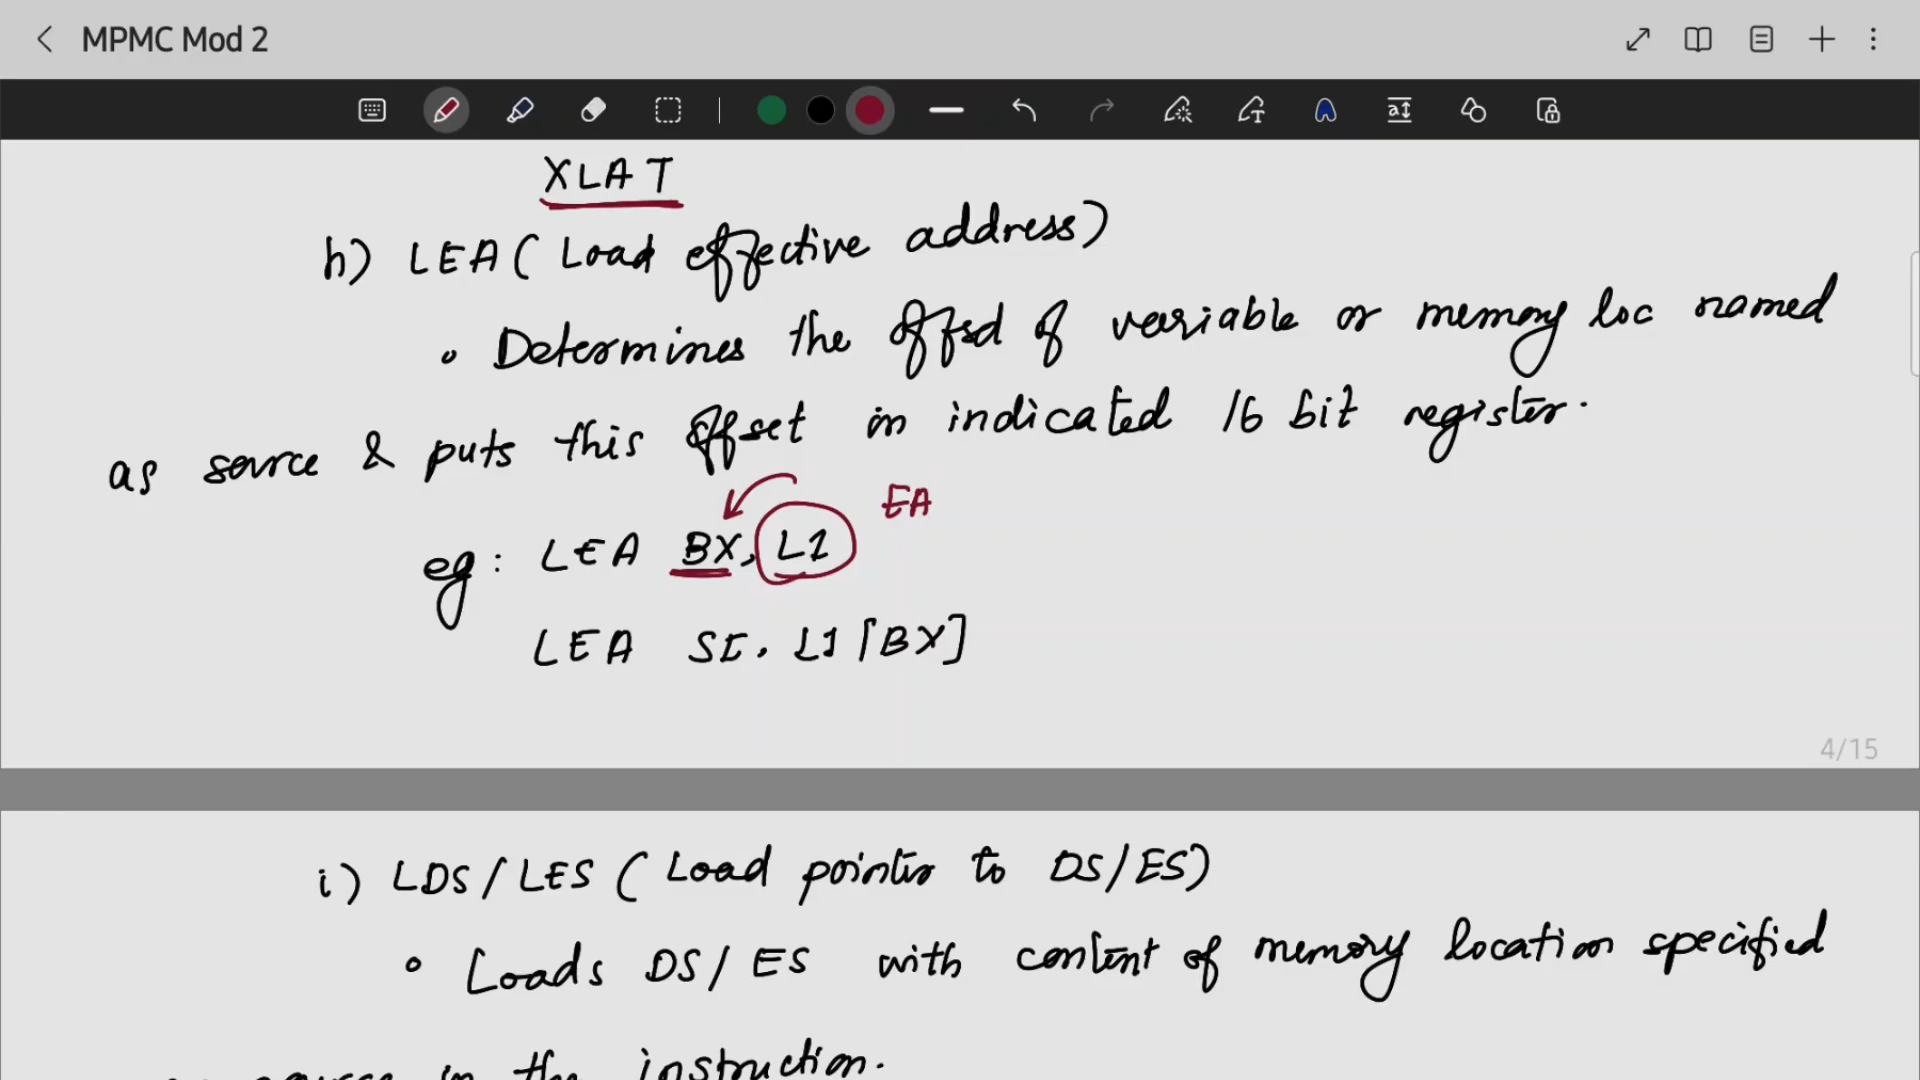 MPMC Mod 2
XLAT
h) LEA ( Load effective address)
• Determines the offset of variable or memory loc named
as source & puts this offset in indicated 16 bit register.
EA
eg : LEA BX, L1
LEA SI, L1 [BX]
4/15
i) LDS / LES ( Load pointer to DS/ES)
• Loads DS/ ES with content of memory location specified
source in the instruction.